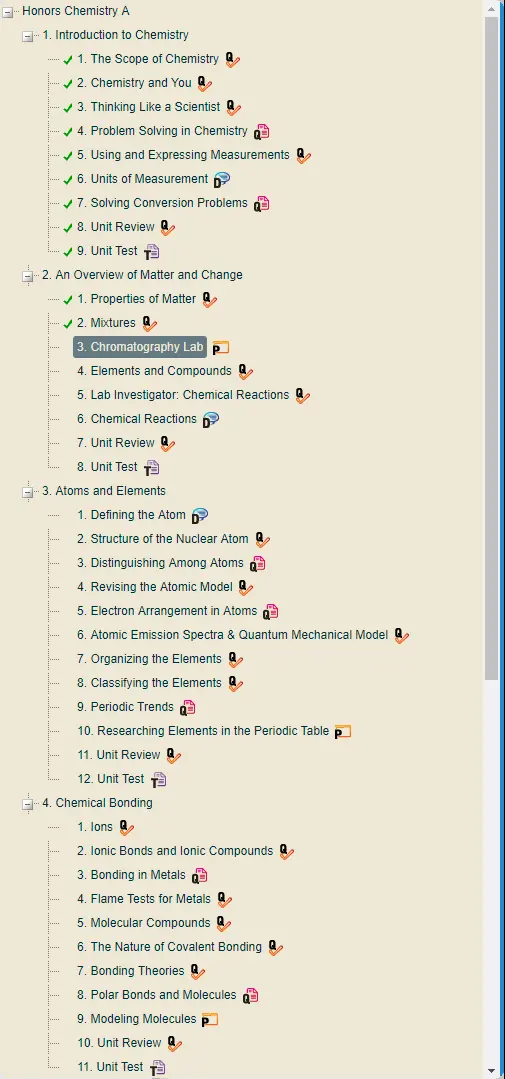 Honors Chemistry A
1. Introduction to Chemistry
1. The Scope of Chemistry Q
2. Chemistry and You Q
3. Thinking Like a Scientist Q
4. Problem Solving in Chemistry Q
5. Using and Expressing Measurements Q
6. Units of Measurement D
7. Solving Conversion Problems Q
8. Unit Review Q
9. Unit Test T
2. An Overview of Matter and Change
1. Properties of Matter Q
2. Mixtures Q
3. Chromatography Lab P
4. Elements and Compounds Q
5. Lab Investigator: Chemical Reactions Q
6. Chemical Reactions D
7. Unit Review Q
8. Unit Test T
3. Atoms and Elements
1. Defining the Atom D
2. Structure of the Nuclear Atom Q
3. Distinguishing Among Atoms Q
4. Revising the Atomic Model Q
5. Electron Arrangement in Atoms Q
6. Atomic Emission Spectra & Quantum Mechanical Model Q
7. Organizing the Elements Q
8. Classifying the Elements Q
9. Periodic Trends Q
10. Researching Elements in the Periodic Table P
11. Unit Review Q
12. Unit Test T
4. Chemical Bonding
1. Ions Q
2. Ionic Bonds and Ionic Compounds Q
3. Bonding in Metals Q
4. Flame Tests for Metals Q
5. Molecular Compounds Q
6. The Nature of Covalent Bonding Q
7. Bonding Theories Q
8. Polar Bonds and Molecules Q
9. Modeling Molecules P
10. Unit Review Q
11. Unit Test T